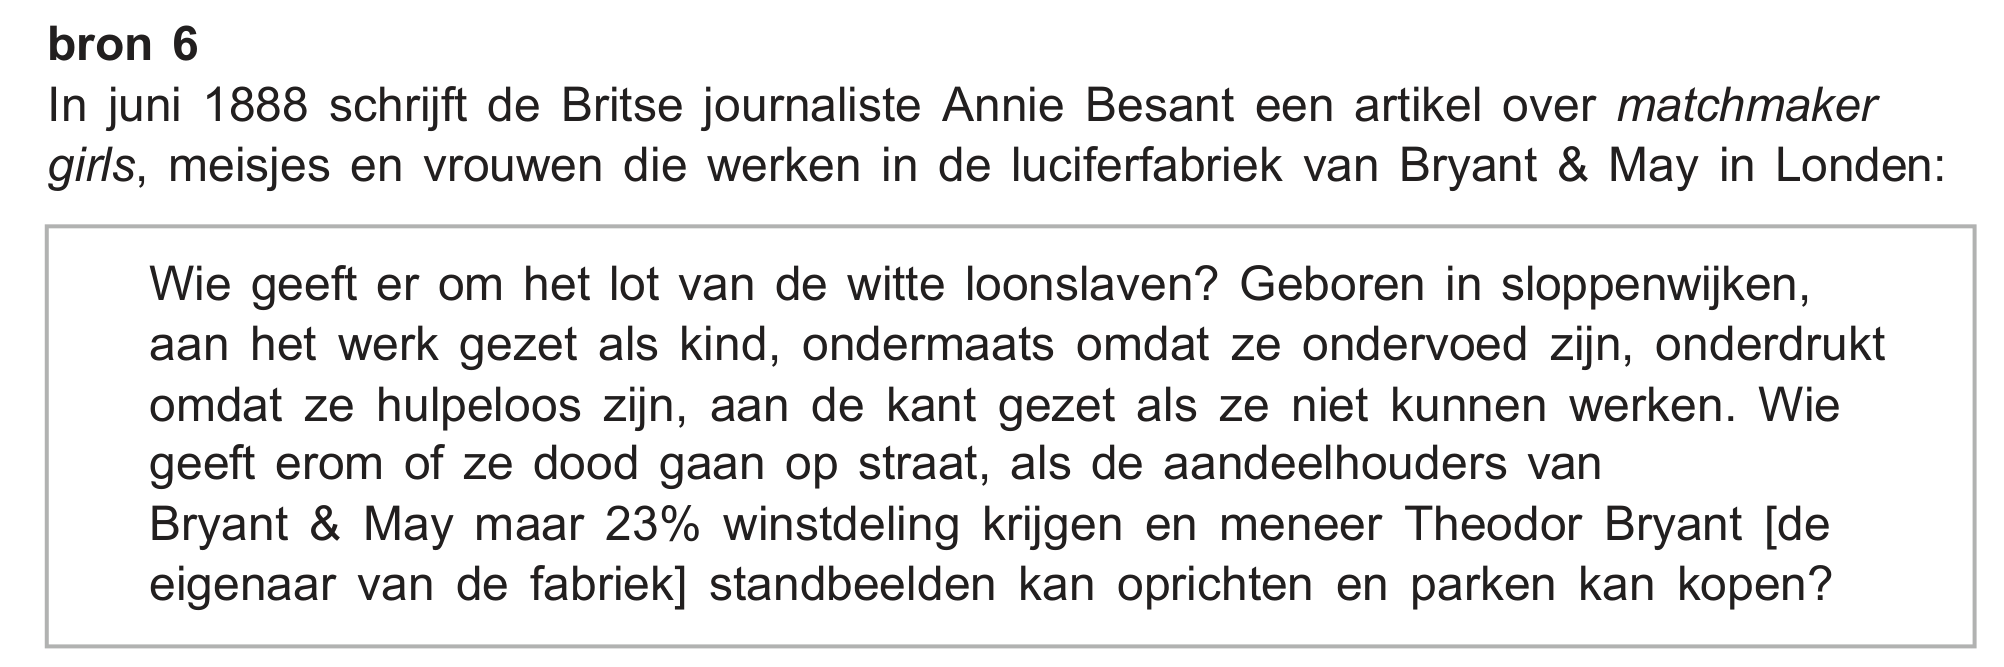 bron 6
In juni 1888 schrijft de Britse journaliste Annie Besant een artikel over matchmaker
girls, meisjes en vrouwen die werken in de luciferfabriek van Bryant & May in Londen:
Wie geeft er om het lot van de witte loonslaven? Geboren in sloppenwijken,
aan het werk gezet als kind, ondermaats omdat ze ondervoed zijn, onderdrukt
omdat ze hulpeloos zijn, aan de kant gezet als ze niet kunnen werken. Wie
geeft erom of ze dood gaan op straat, als de aandeelhouders van
Bryant & May maar 23% winstdeling krijgen en meneer Theodor Bryant [de
eigenaar van de fabriek] standbeelden kan oprichten en parken kan kopen?